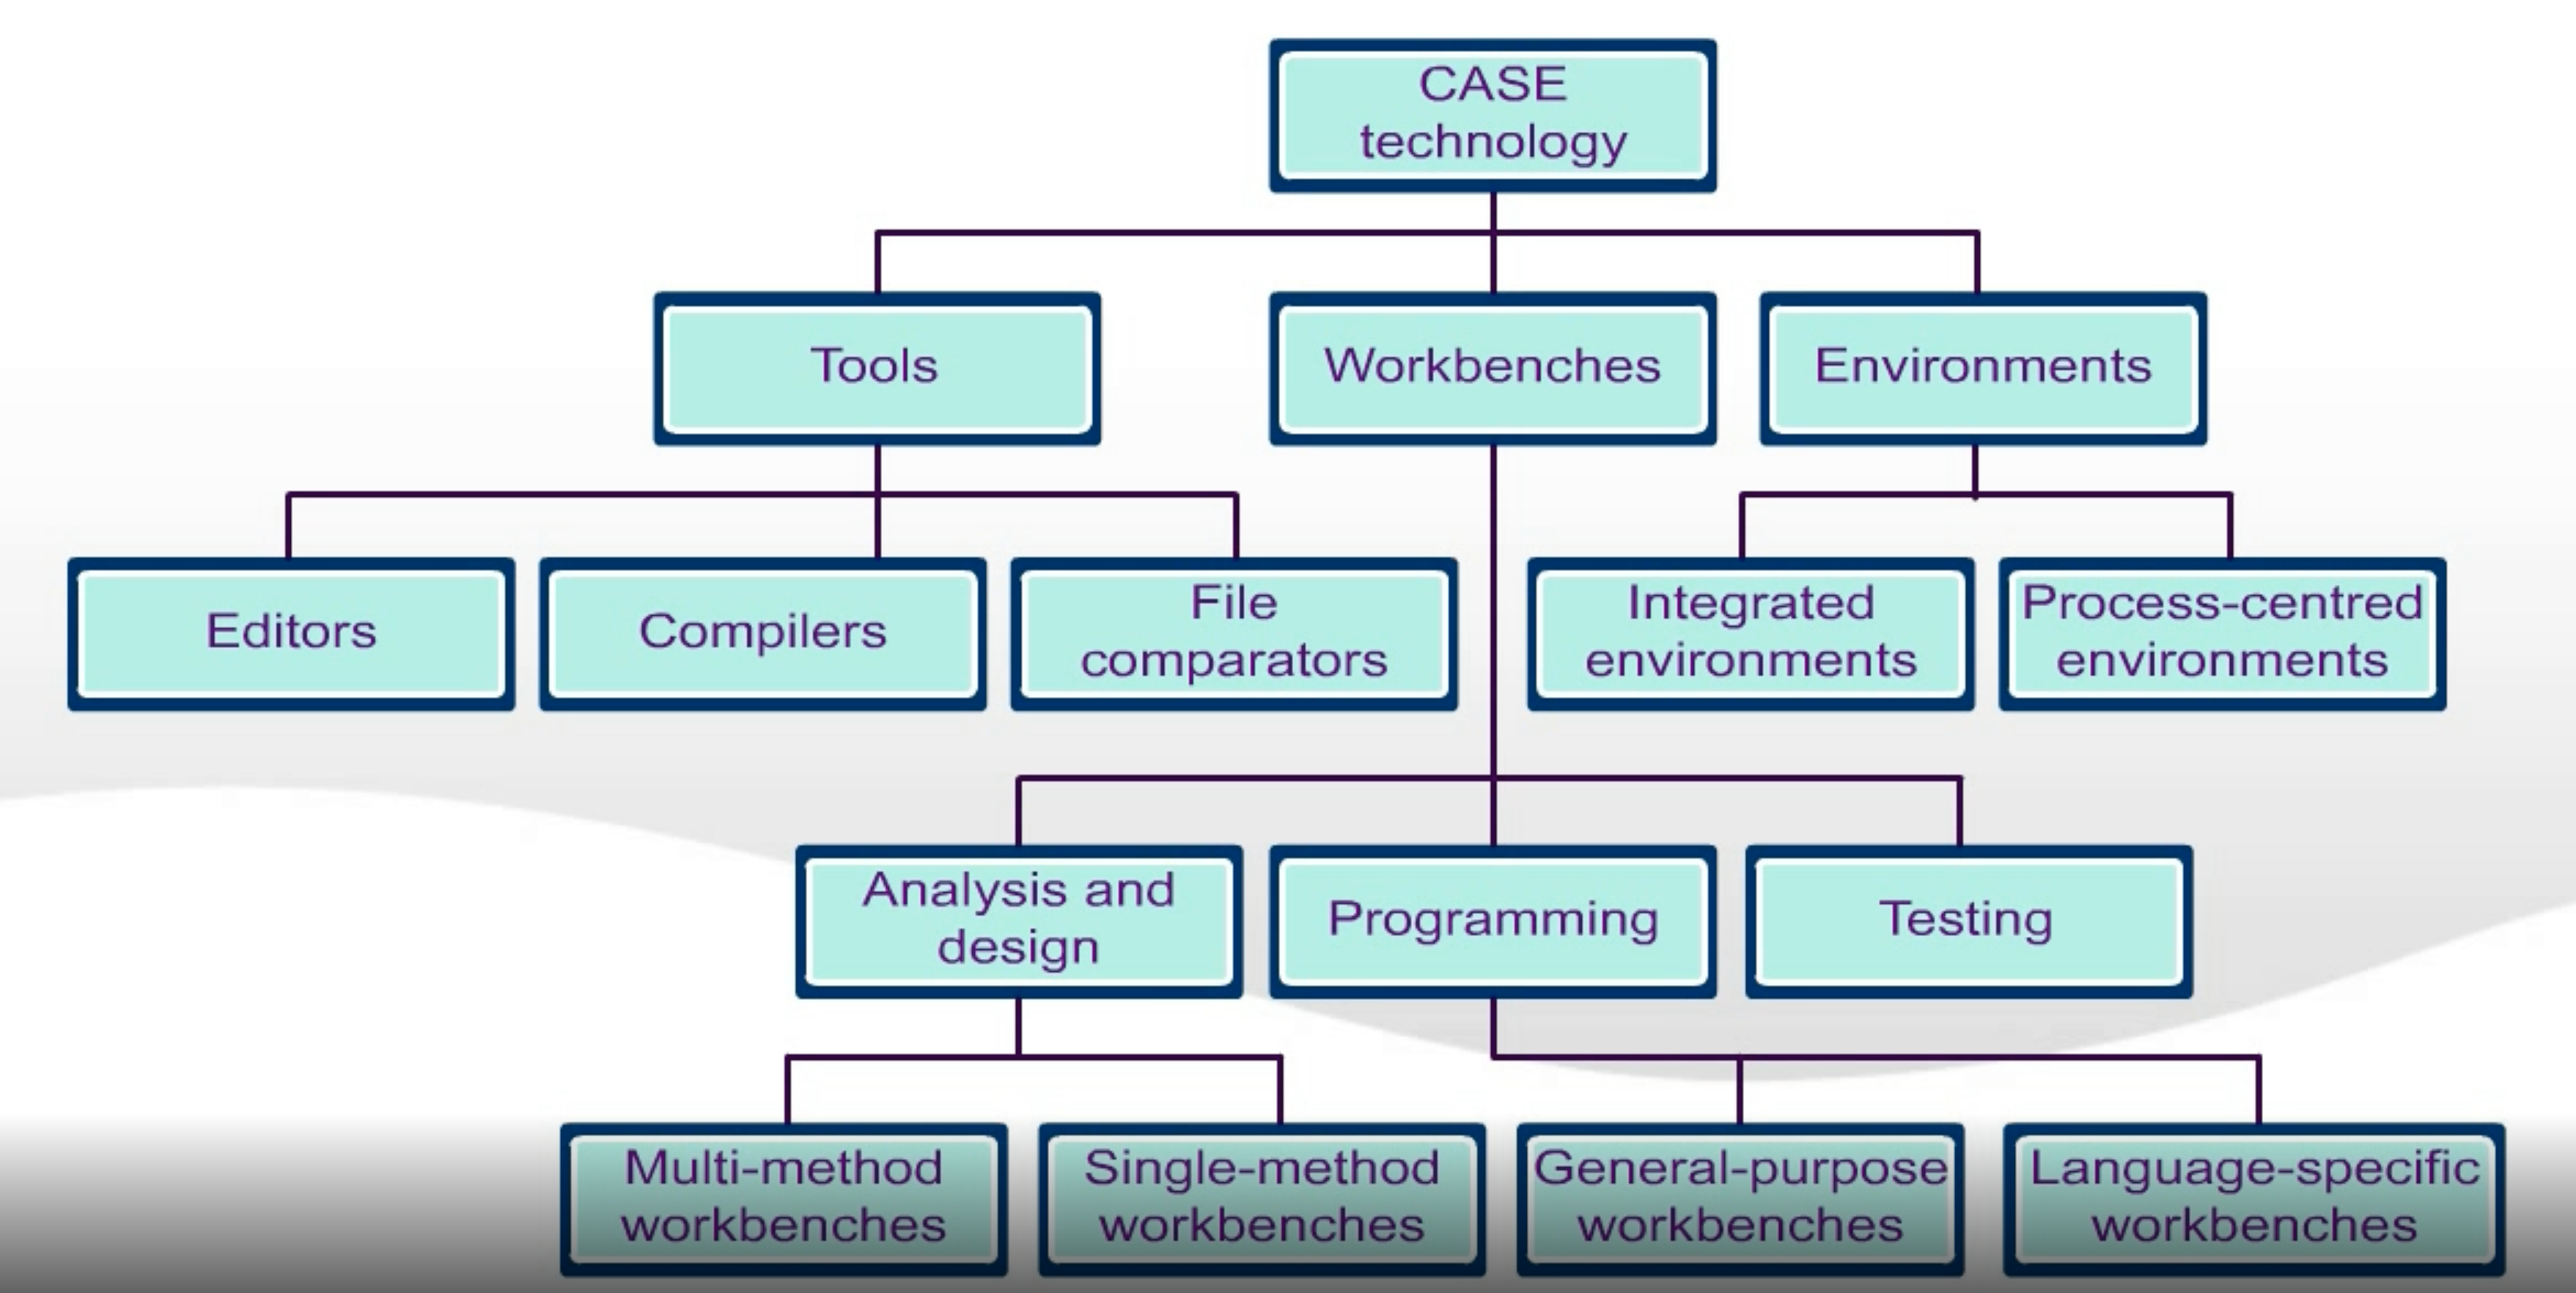 CASE
technology
Tools
Workbenches
Environments
Editors
Compilers
File
comparators
Integrated
environments
Process-centred
environments
Analysis and
design
Programming
Testing
Multi-method
workbenches
Single-method
workbenches
General-purpose
workbenches
Language-specific
workbenches